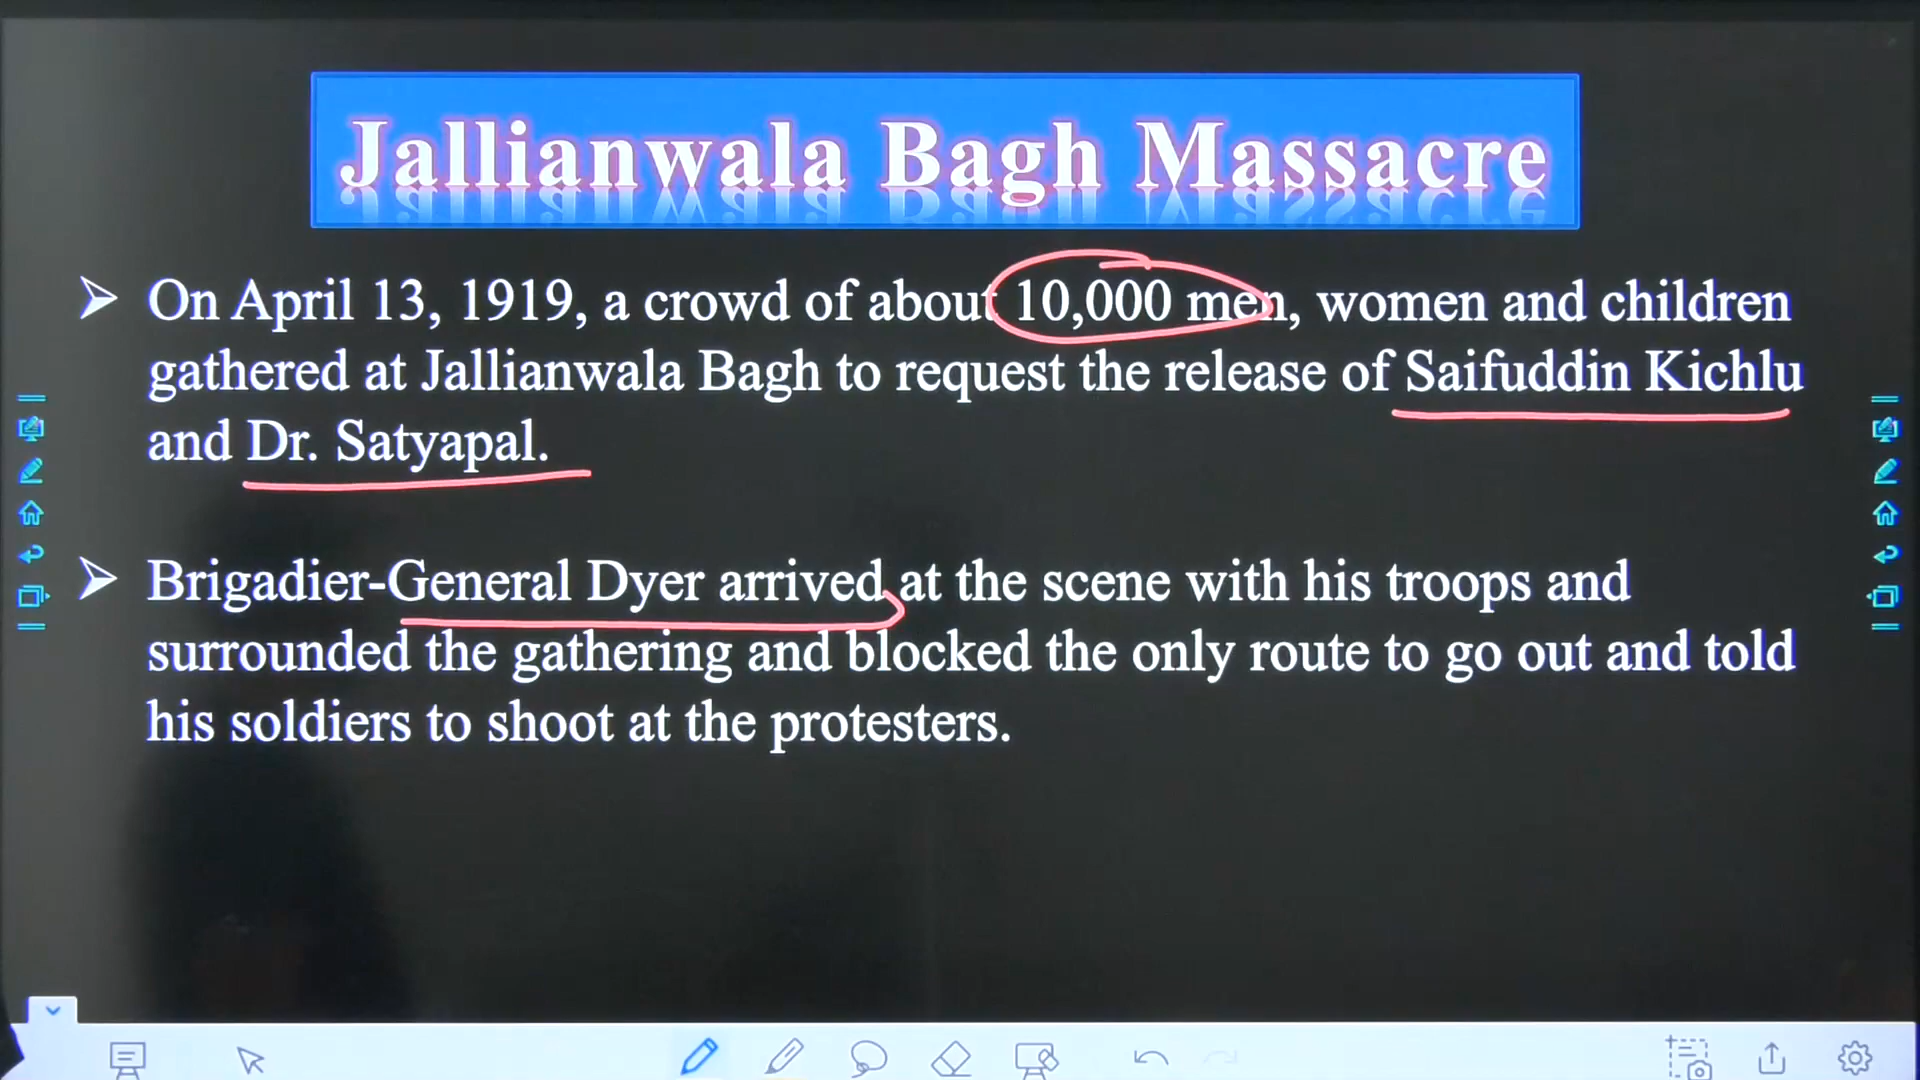 Jallianwala Bagh Massacre
On April 13, 1919, a crowd of about 10,000 men, women and children
gathered at Jallianwala Bagh to request the release of Saifuddin Kichlu
and Dr. Satyapal.
Brigadier-General Dyer arrived at the scene with his troops and
surrounded the gathering and blocked the only route to go out and told
his soldiers to shoot at the protesters.